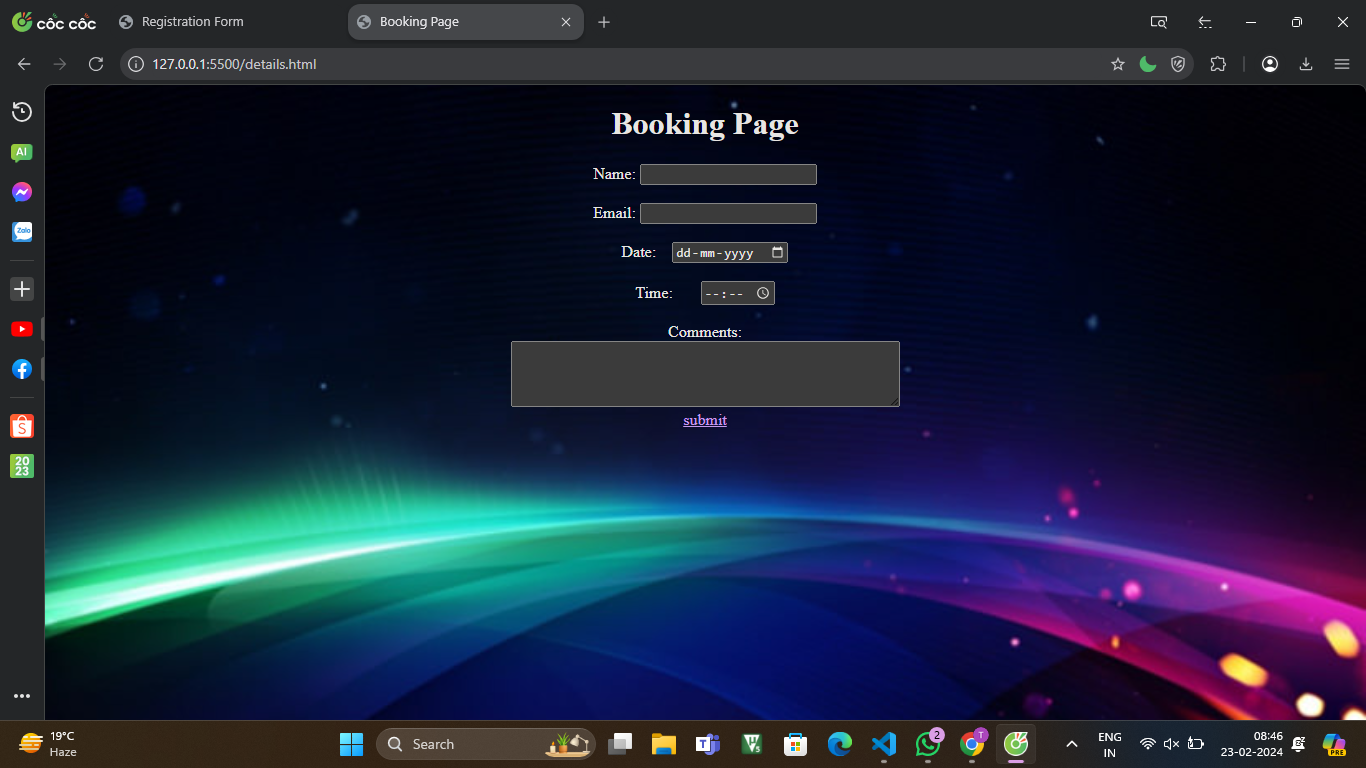 cốc cốc
Registration Form
Booking Page
127.0.0.1:5500/details.html
AI
Zalo
20
23
Booking Page
Name:
Email:
Date: dd-mm-yyyy
Time: --:--
Comments:
submit
19°C
Haze
Search
2
T
ENG
IN
08:46
23-02-2024
PRE